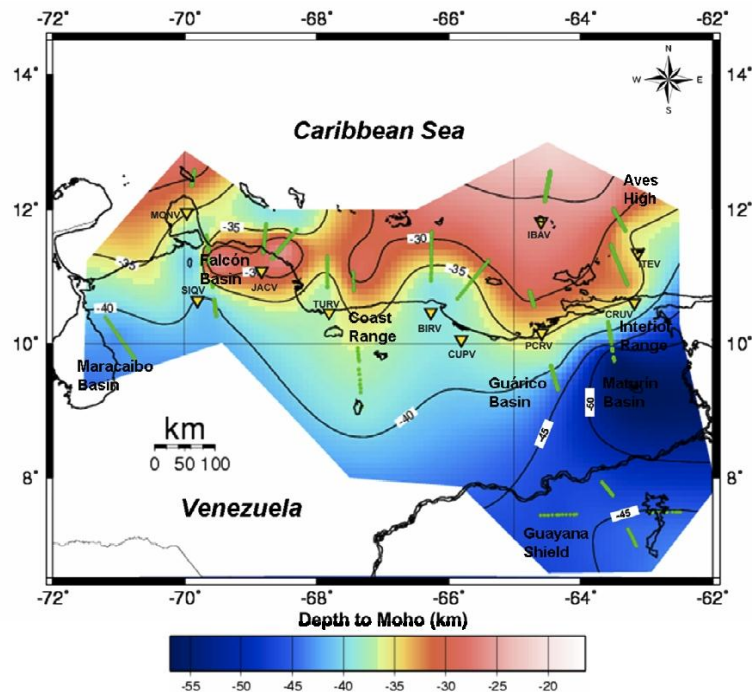 -72° -70° -68° -66° -64° -62°
N
W E
S
14° 14°
Caribbean Sea
Aves
High
12° 12°
MONV
-35
-35
-30
-35
IBAV
ITEV
Falcón
Basin
JACV
SIQV
-40
TURV
Coast
Range
BIRV
CUPV
PCRV
CRUV
Interior
Range
10° 10°
Maracaibo
Basin
Guárico
Basin
Maturín
Basin
-40
-45
-50
km
0 50 100
8° 8°
Venezuela
-45
Guayana
Shield
-72° -70° -68° -66° -64° -62°
Depth to Moho (km)
-55 -50 -45 -40 -35 -30 -25 -20